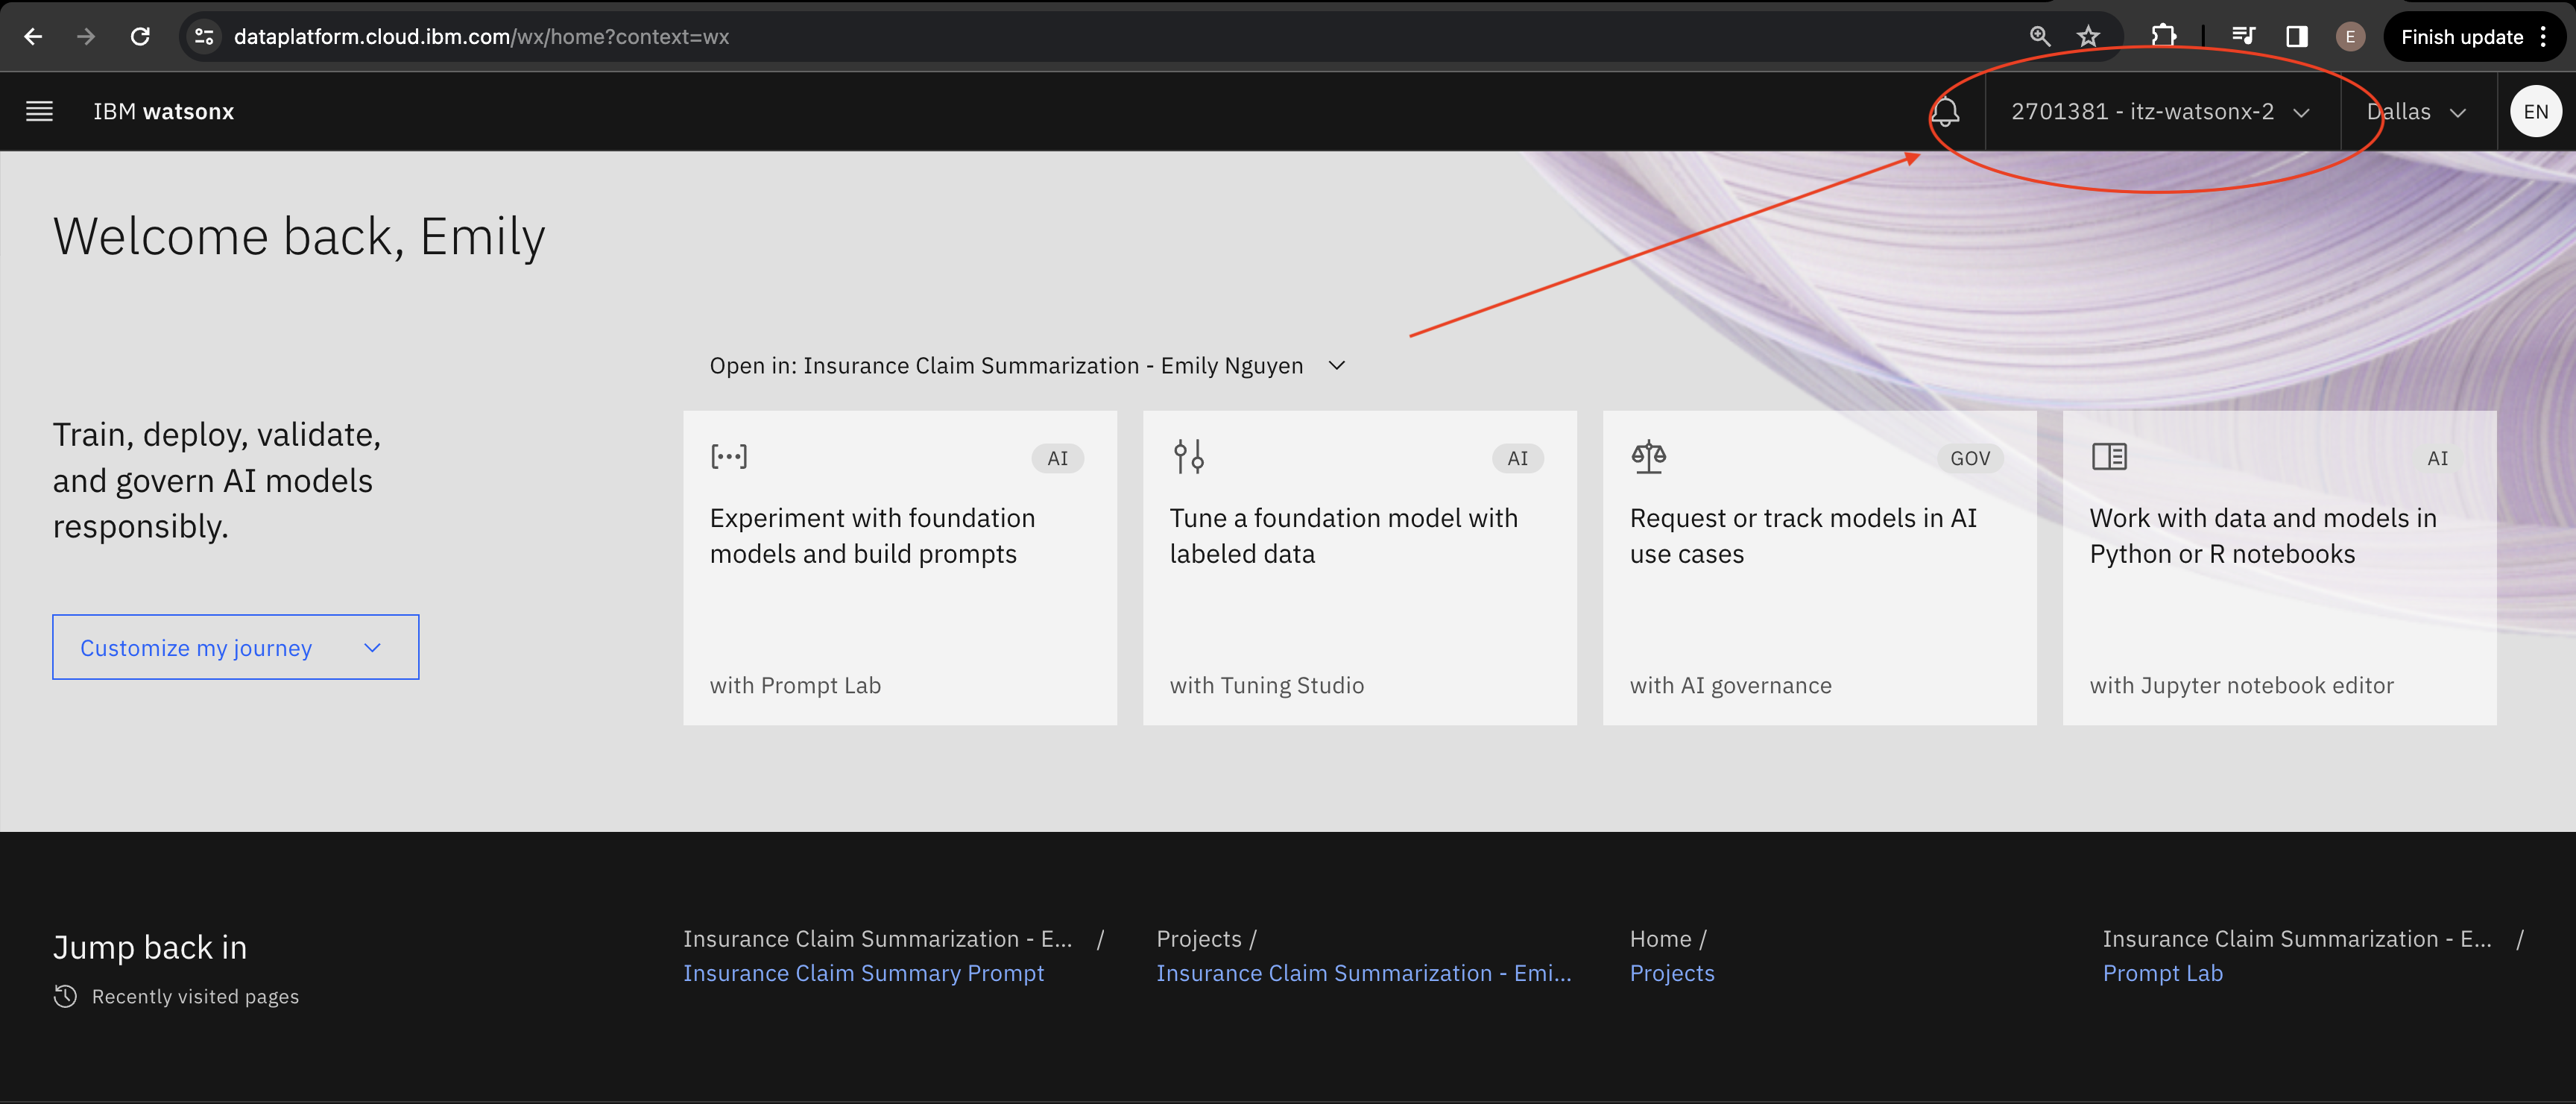 dataplatform.cloud.ibm.com/wx/home?context=wx
E
Finish update
IBM watsonx
2701381 - itz-watsonx-2
Dallas
EN
Welcome back, Emily
Train, deploy, validate,
and govern AI models
responsibly.
Customize my journey
Open in: Insurance Claim Summarization - Emily Nguyen
AI
Experiment with foundation
models and build prompts
with Prompt Lab
AI
Tune a foundation model with
labeled data
with Tuning Studio
GOV
Request or track models in AI
use cases
with AI governance
AI
Work with data and models in
Python or R notebooks
with Jupyter notebook editor
Jump back in
Recently visited pages
Insurance Claim Summarization - E... /
Insurance Claim Summary Prompt
Projects /
Insurance Claim Summarization - Emi...
Home /
Projects
Insurance Claim Summarization - E... /
Prompt Lab